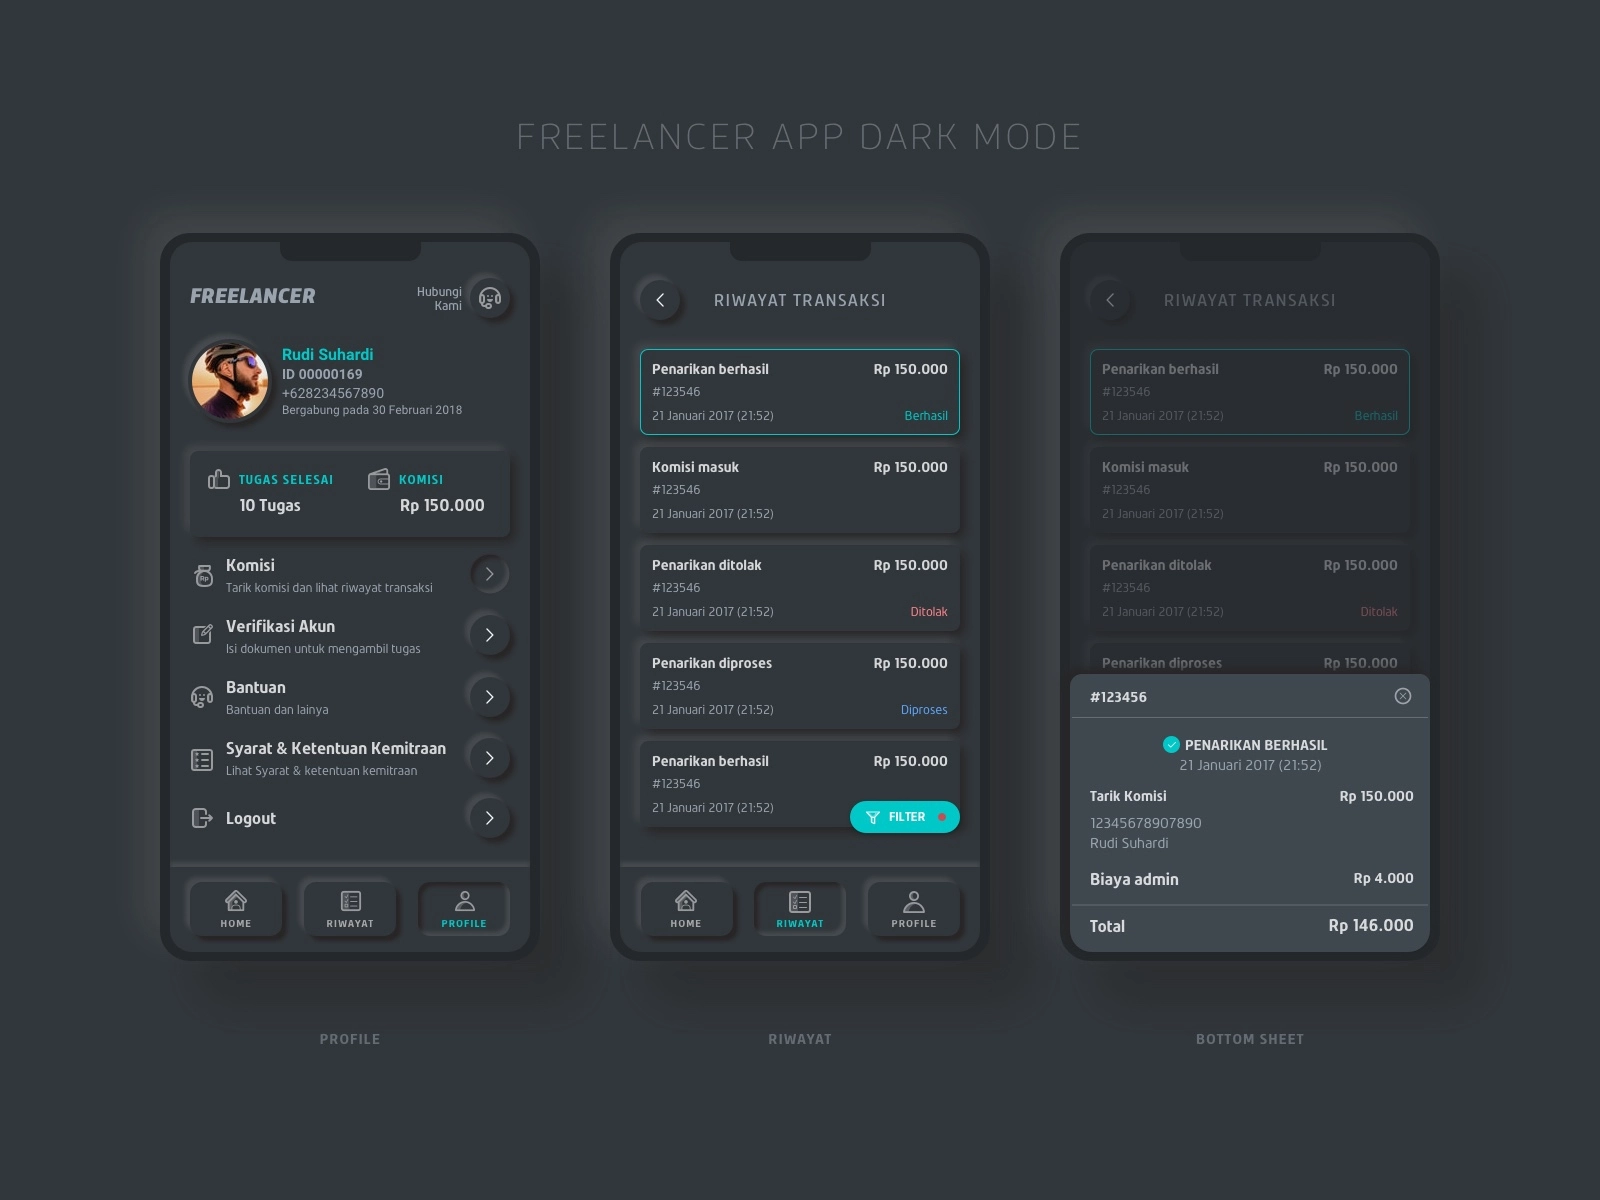 FREELANCER APP DARK MODE
FREELANCER
Hubungi
Kami
Rudi Suhardi
ID 00000169
+628234567890
Bergabung pada 30 Februari 2018
TUGAS SELESAI
10 Tugas
KOMISI
Rp 150.000
Rp
Komisi
Tarik komisi dan lihat riwayat transaksi
Verifikasi Akun
Isi dokumen untuk mengambil tugas
Bantuan
Bantuan dan lainya
Syarat & Ketentuan Kemitraan
Lihat Syarat & ketentuan kemitraan
Logout
HOME
RIWAYAT
PROFILE
PROFILE
RIWAYAT TRANSAKSI
Penarikan berhasil Rp 150.000
#123546
21 Januari 2017 (21:52) Berhasil
Komisi masuk Rp 150.000
#123546
21 Januari 2017 (21:52)
Penarikan ditolak Rp 150.000
#123546
21 Januari 2017 (21:52) Ditolak
Penarikan diproses Rp 150.000
#123546
21 Januari 2017 (21:52) Diproses
Penarikan berhasil Rp 150.000
#123546
21 Januari 2017 (21:52)
FILTER
HOME
RIWAYAT
PROFILE
RIWAYAT
RIWAYAT TRANSAKSI
Penarikan berhasil Rp 150.000
#123546
21 Januari 2017 (21:52) Berhasil
Komisi masuk Rp 150.000
#123546
21 Januari 2017 (21:52)
Penarikan ditolak Rp 150.000
#123546
21 Januari 2017 (21:52) Ditolak
Penarikan diproses Rp 150.000
#123456
PENARIKAN BERHASIL
21 Januari 2017 (21:52)
Tarik Komisi Rp 150.000
12345678907890
Rudi Suhardi
Biaya admin Rp 4.000
Total Rp 146.000
BOTTOM SHEET